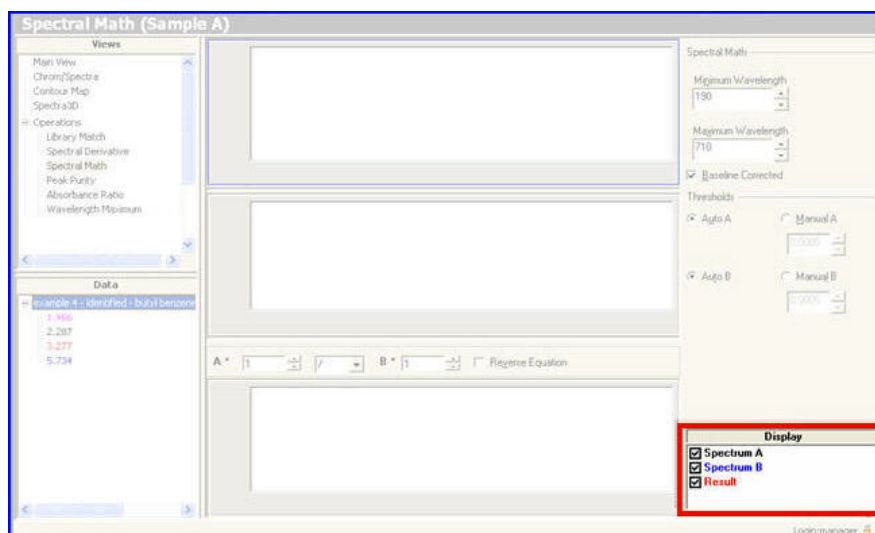 Spectral Math (Sample A)
Views
Main View
Chrom/Spectra
Contour Map
Spectra3D
Operations
Library Match
Spectral Derivative
Spectral Math
Peak Purity
Absorbance Ratio
Wavelength Maximum
Data
example 4 - identified - butyl benzene
1.466
2.287
3.277
5.734
A * 1 / B * 1 Reverse Equation
Spectral Math
Minimum Wavelength
190
Maximum Wavelength
710
Baseline Corrected
Thresholds
Auto A Manual A
0.0005
Auto B Manual B
0.0005
Display
Spectrum A
Spectrum B
Result
Login:manager